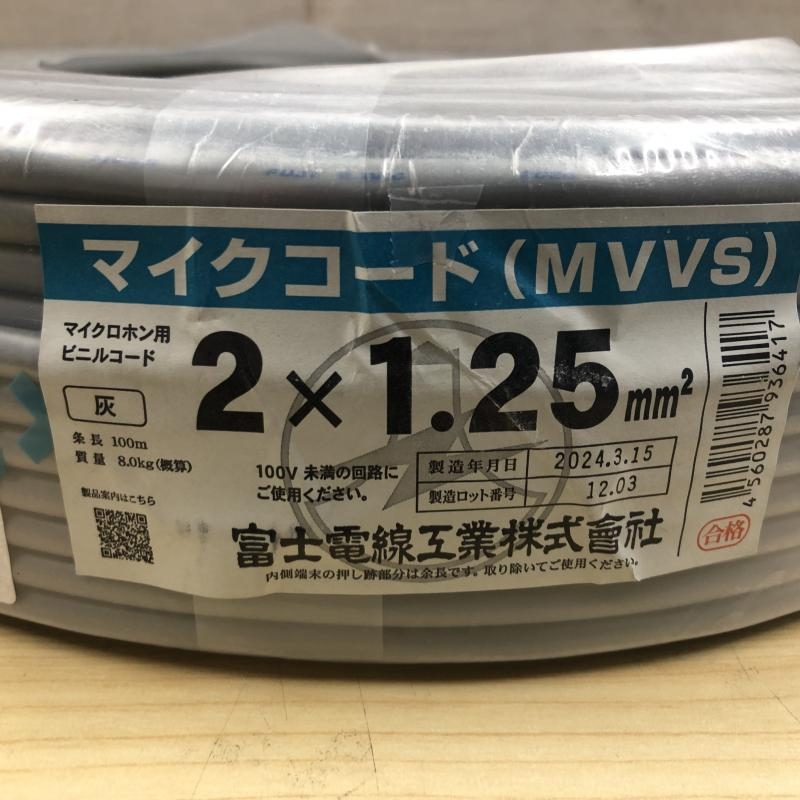 マイクコード(MVVS)
マイクロホン用
ビニルコード
2×1.25mm²
灰
条長 100m
質量 8.0kg(概算)
100V 未満の回路に
ご使用ください。
製造年月日 2024.3.15
製造ロット番号 12.03
製品案内はこちら
富士電線工業株式會社
内側端末の押し跡部分は余長です。取り除いてご使用ください。
4 560287 936417
合格